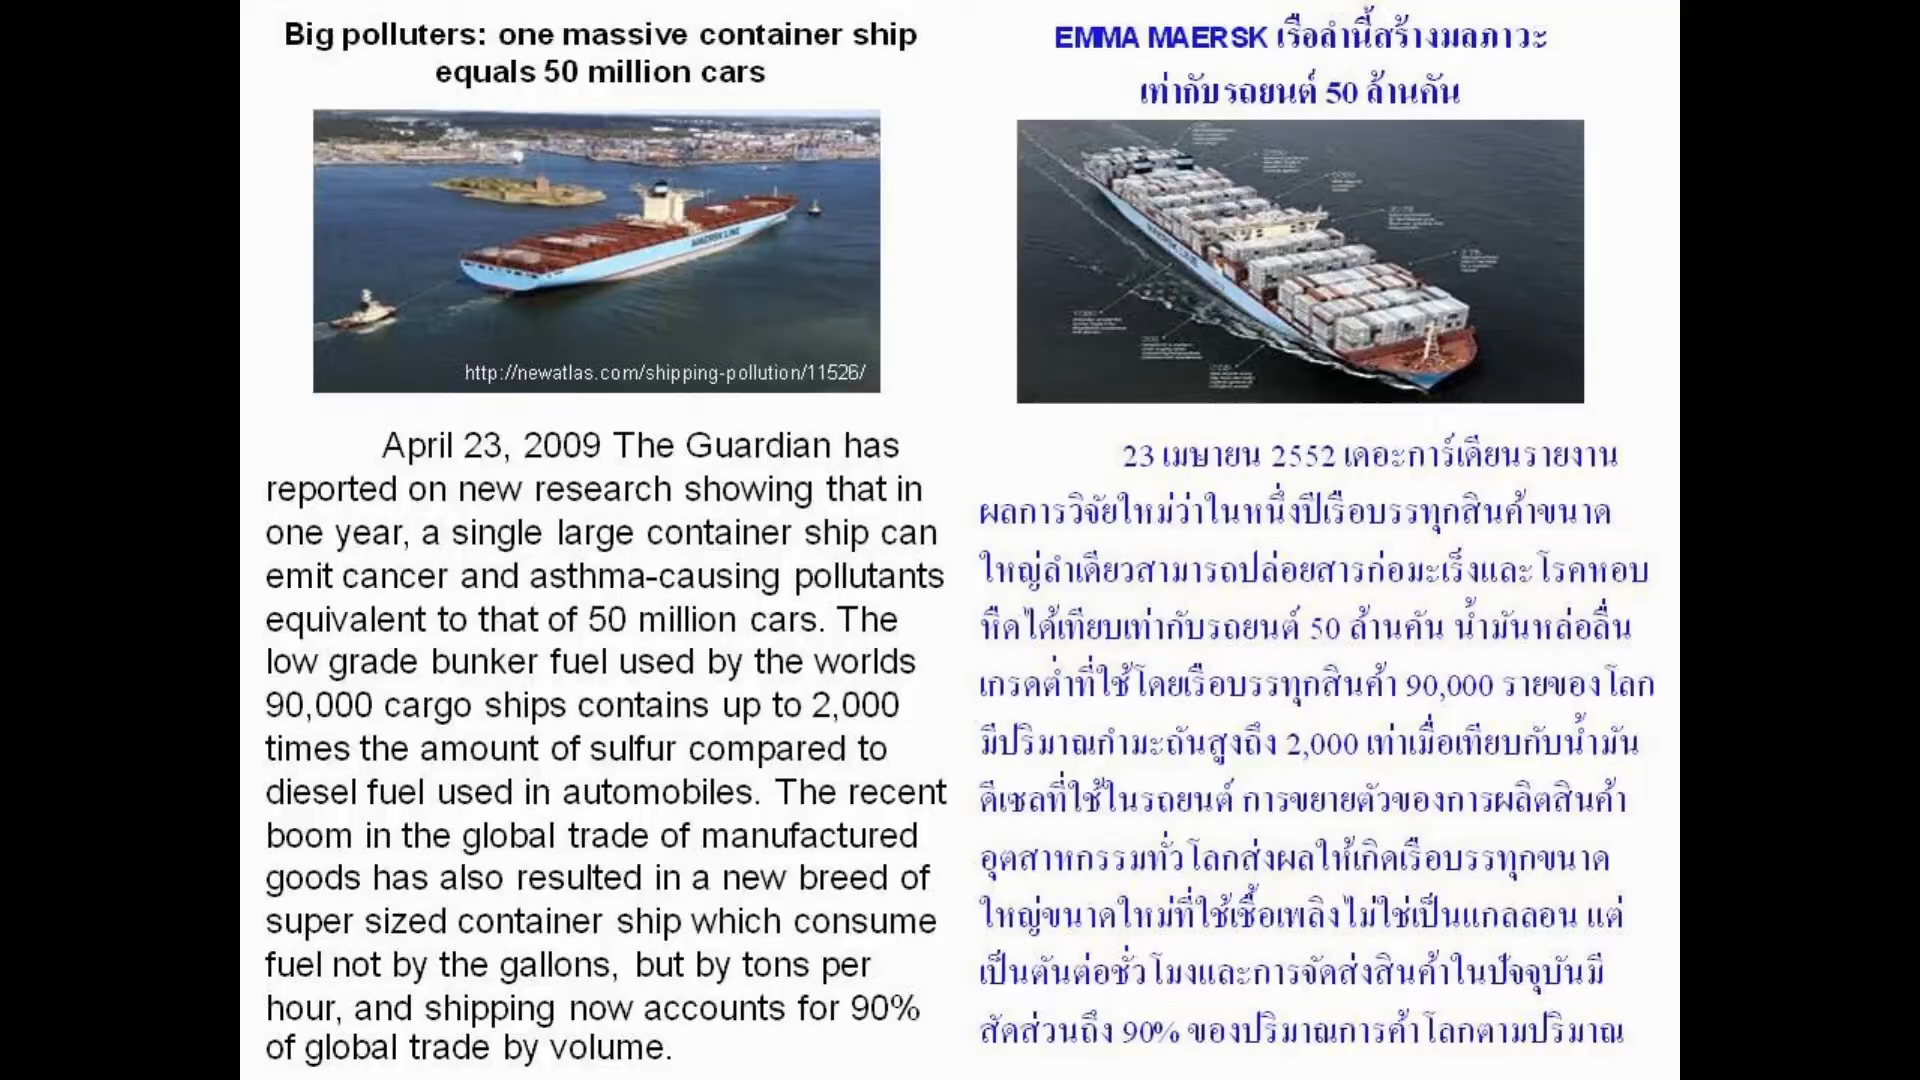 Big polluters: one massive container ship
equals 50 million cars
MAERSK LINE
http://newatlas.com/shipping-pollution/11526/
April 23, 2009 The Guardian has
reported on new research showing that in
one year, a single large container ship can
emit cancer and asthma-causing pollutants
equivalent to that of 50 million cars. The
low grade bunker fuel used by the worlds
90,000 cargo ships contains up to 2,000
times the amount of sulfur compared to
diesel fuel used in automobiles. The recent
boom in the global trade of manufactured
goods has also resulted in a new breed of
super sized container ship which consume
fuel not by the gallons, but by tons per
hour, and shipping now accounts for 90%
of global trade by volume.
EMMA MAERSK เรือลำนี้สร้างมลภาวะ
เท่ากับรถยนต์ 50 ล้านคัน
MAERSK LINE
23 เมษายน 2552 เดอะการ์เดียนรายงาน
ผลการวิจัยใหม่ว่าในหนึ่งปีเรือบรรทุกสินค้าขนาด
ใหญ่ลำเดียวสามารถปล่อยสารก่อมะเร็งและโรคหอบ
หืดได้เทียบเท่ากับรถยนต์ 50 ล้านคัน น้ำมันหล่อลื่น
เกรดต่ำที่ใช้โดยเรือบรรทุกสินค้า 90,000 รายของโลก
มีปริมาณกำมะถันสูงถึง 2,000 เท่าเมื่อเทียบกับน้ำมัน
ดีเซลที่ใช้ในรถยนต์ การขยายตัวของการผลิตสินค้า
อุตสาหกรรมทั่วโลกส่งผลให้เกิดเรือบรรทุกขนาด
ใหญ่ขนาดใหม่ที่ใช้เชื้อเพลิงไม่ใช่เป็นแกลลอน แต่
เป็นตันต่อชั่วโมงและการจัดส่งสินค้าในปัจจุบันมี
สัดส่วนถึง 90% ของปริมาณการค้าโลกตามปริมาณ